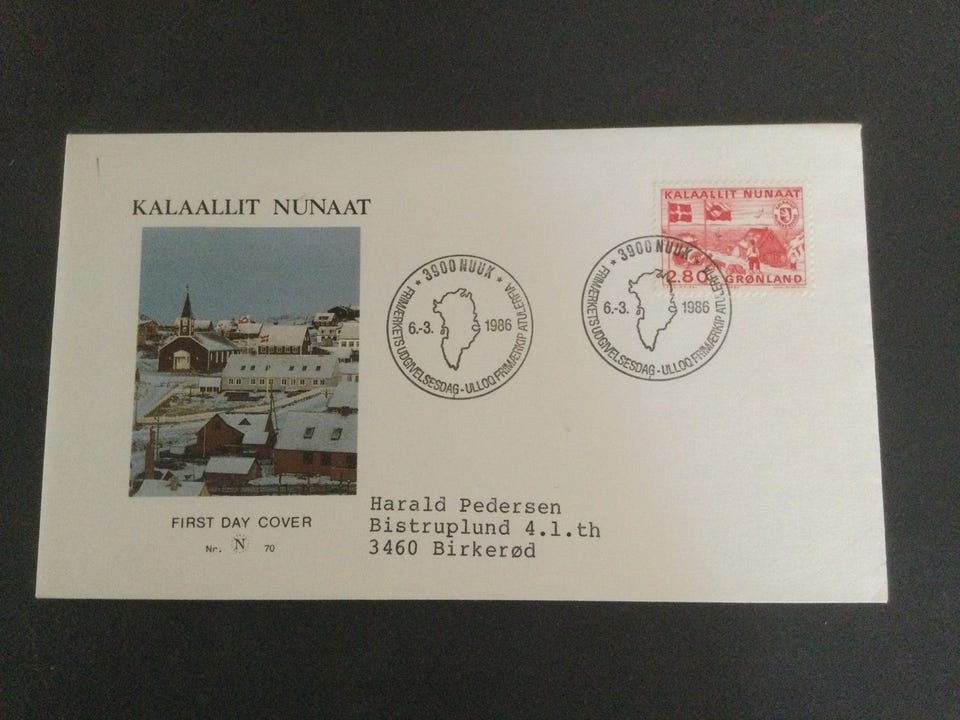 KALAALLIT NUNAAT
FIRST DAY COVER
Nr. N 70
★ 3900 NUUK ★
6.-3. 1986
FRIMÆRKETS UDGIVELSESDAG - ULLOQ FRIMÆRKIP ATULERFIA
★ 3900 NUUK ★
6.-3. 1986
FRIMÆRKETS UDGIVELSESDAG - ULLOQ FRIMÆRKIP ATULERFIA
KALAALLIT NUNAAT
2.80 GRØNLAND
Harald Pedersen
Bistruplund 4.1.th
3460 Birkerød